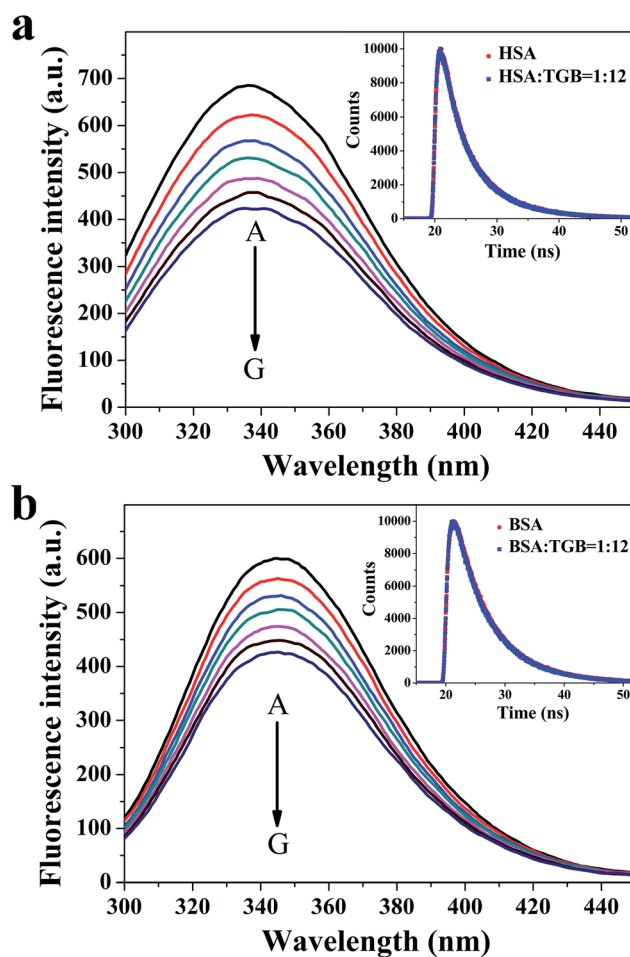 a
Fluorescence intensity (a.u.)
700
600
500
400
300
200
100
0
300 320 340 360 380 400 420 440
Wavelength (nm)
A
G
Counts
10000
8000
6000
4000
2000
0
20 30 40 50
Time (ns)
HSA
HSA:TGB=1:12
b
Fluorescence intensity (a.u.)
600
500
400
300
200
100
0
300 320 340 360 380 400 420 440
Wavelength (nm)
A
G
Counts
10000
8000
6000
4000
2000
0
20 30 40 50
Time (ns)
BSA
BSA:TGB=1:12